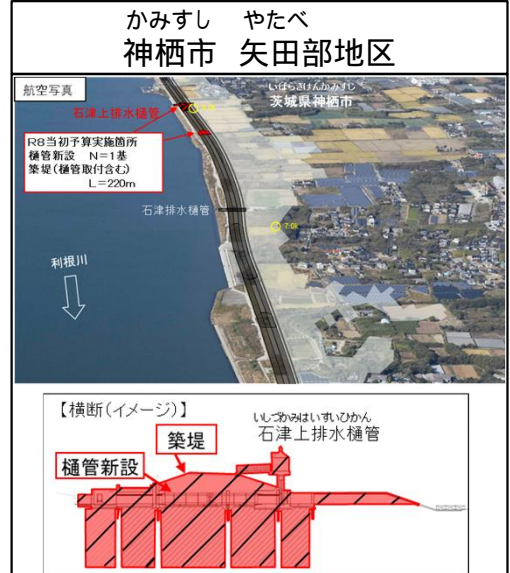 かみすし やたべ
神栖市 矢田部地区
航空写真
いばらきけんかみすし
茨城県神栖市
石津上排水樋管
R8当初予算実施箇所
樋管新設 N=1基
築堤(樋管取付含む)
L=220m
石津排水樋管
7.0k
利根川
【横断(イメージ)】
いしづかみはいすいひかん
石津上排水樋管
築堤
樋管新設